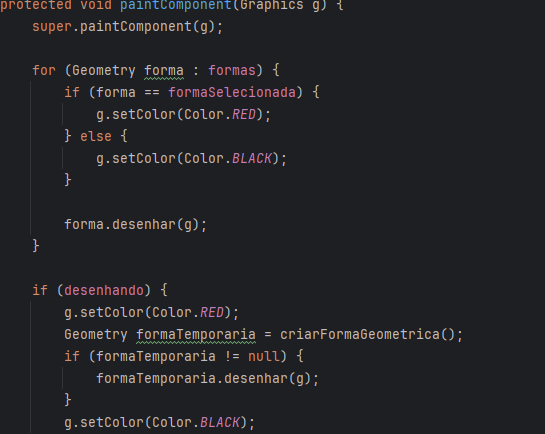 protected void paintComponent(Graphics g) {
    super.paintComponent(g);

    for (Geometry forma : formas) {
        if (forma == formaSelecionada) {
            g.setColor(Color.RED);
        } else {
            g.setColor(Color.BLACK);
        }

        forma.desenhar(g);
    }

    if (desenhando) {
        g.setColor(Color.RED);
        Geometry formaTemporaria = criarFormaGeometrica();
        if (formaTemporaria != null) {
            formaTemporaria.desenhar(g);
        }
        g.setColor(Color.BLACK);